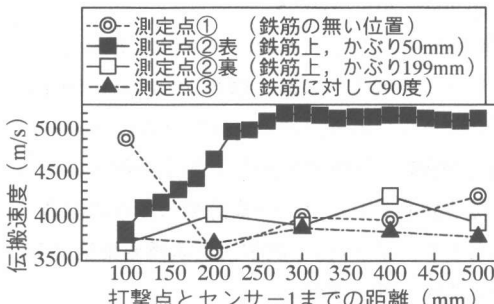 測定点① （鉄筋の無い位置）
測定点②表（鉄筋上，かぶり50mm）
測定点②裏（鉄筋上，かぶり199mm）
測定点③ （鉄筋に対して90度）
伝搬速度（m/s）
5000
4500
4000
3500
100 150 200 250 300 350 400 450 500
打撃点とセンサー1までの距離（mm）